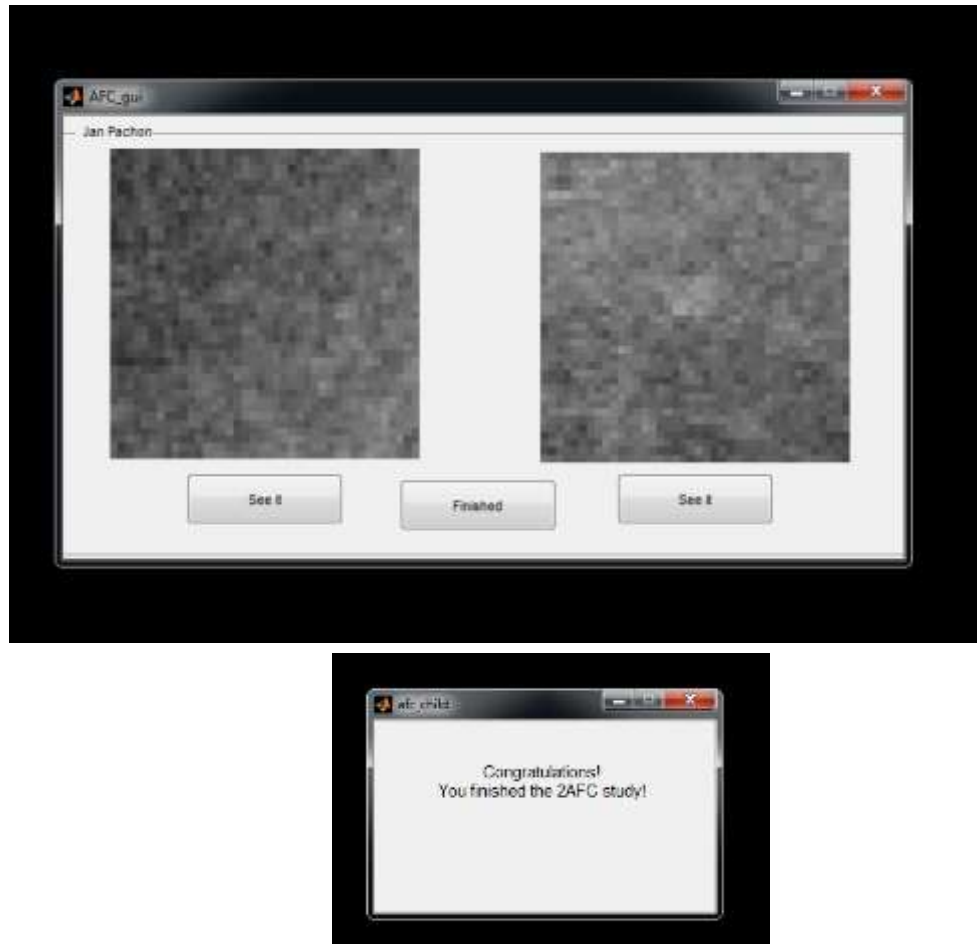 AFC_gui
Jan Pachon
See It
Finished
See It
afc_child
Congratulations!
You finished the 2AFC study!